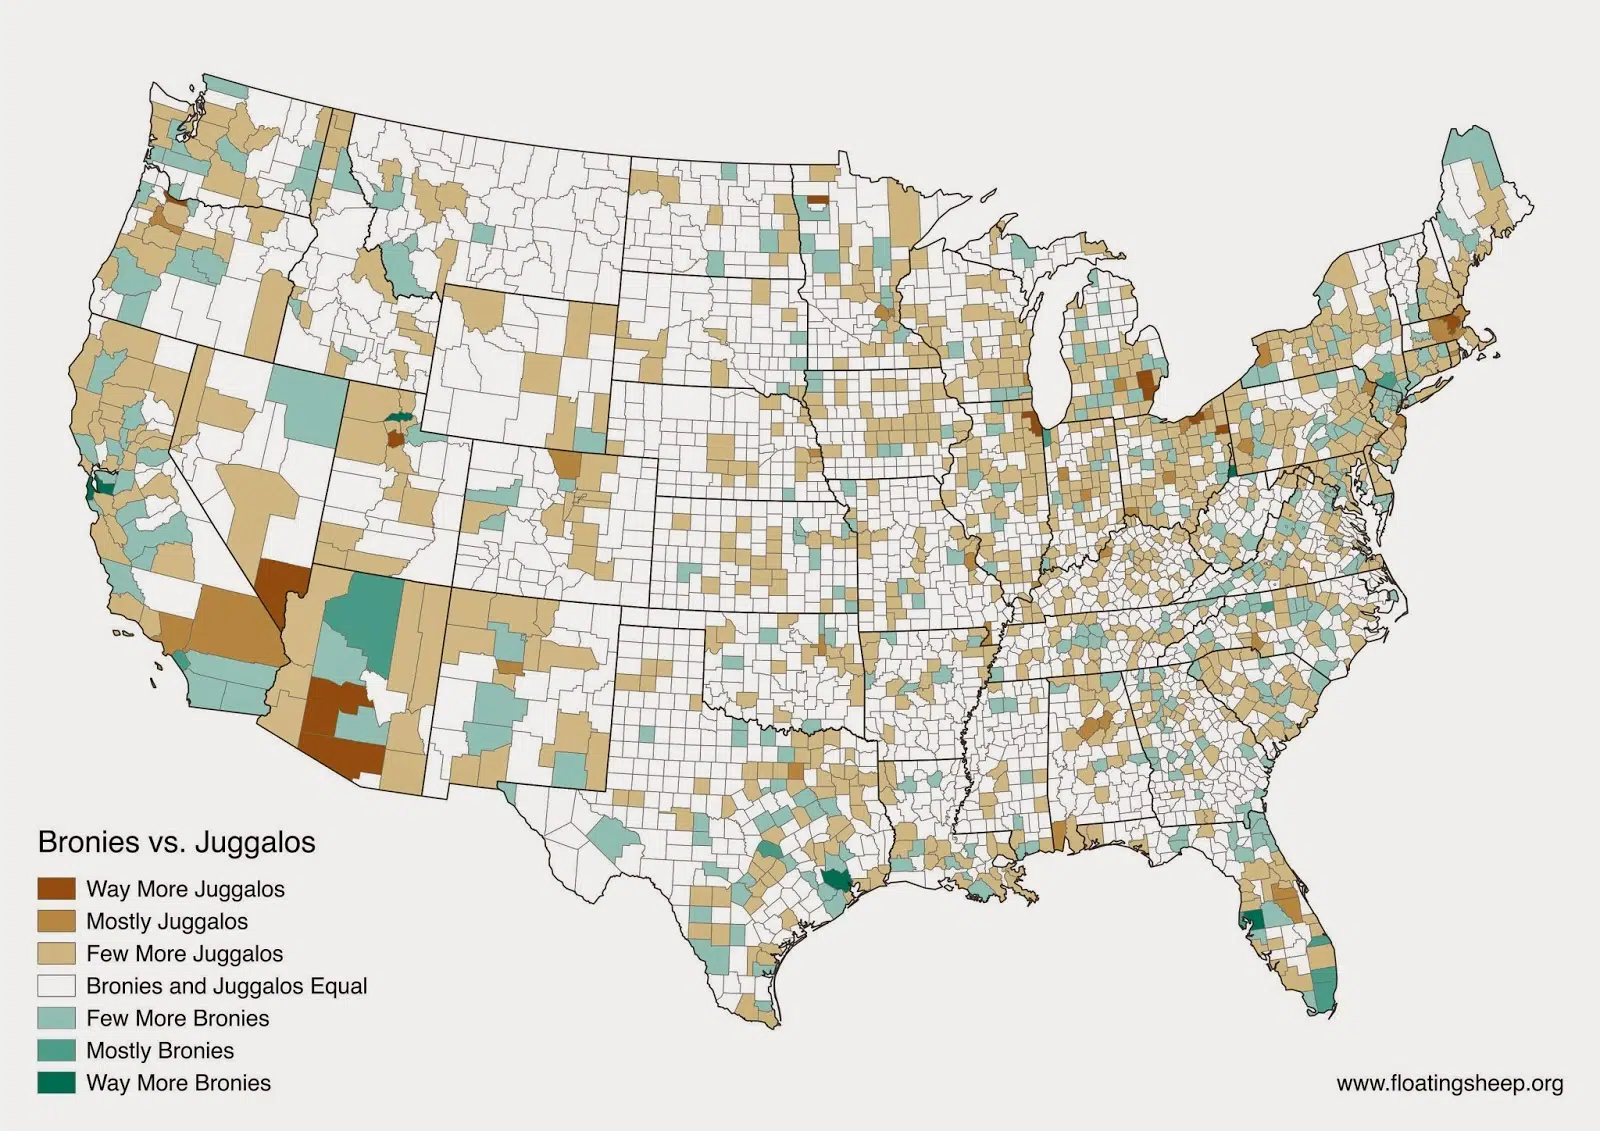 Bronies vs. Juggalos
Way More Juggalos
Mostly Juggalos
Few More Juggalos
Bronies and Juggalos Equal
Few More Bronies
Mostly Bronies
Way More Bronies
www.floatingsheep.org